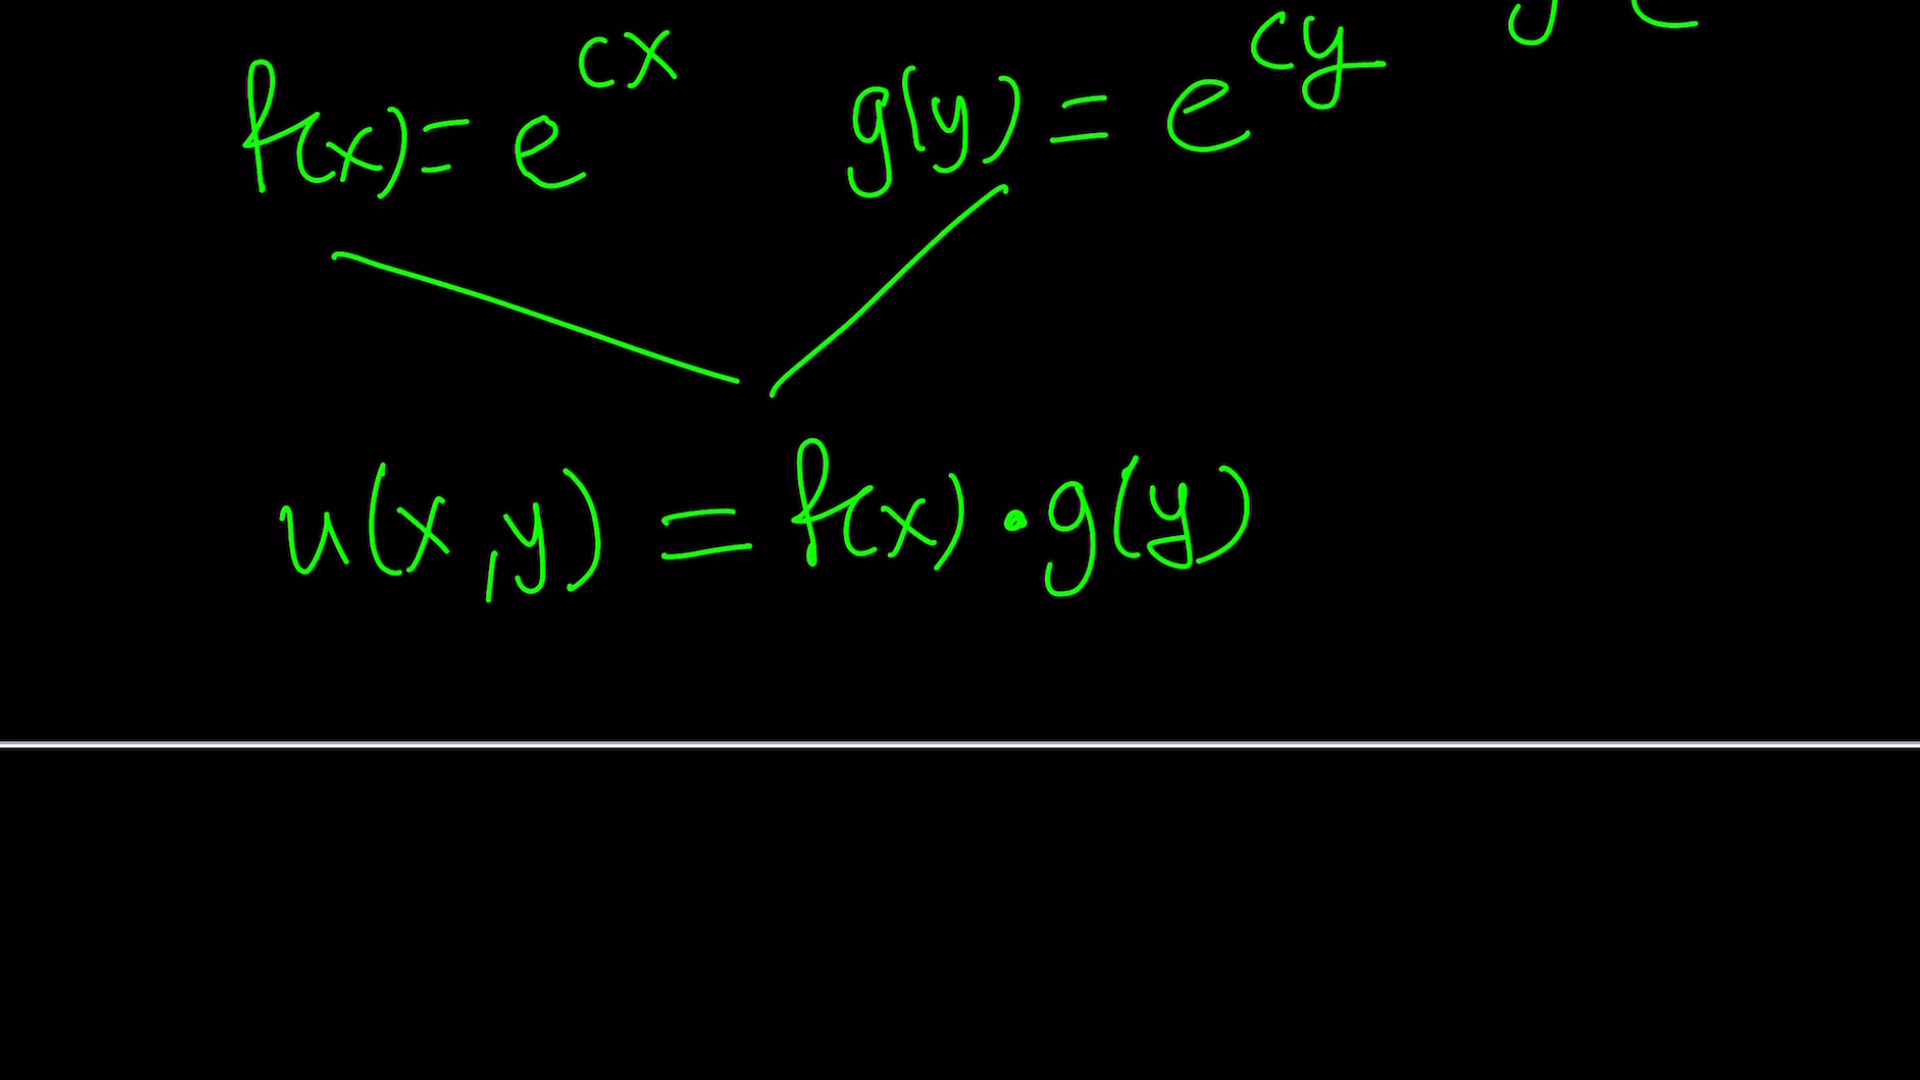 f(x) = e^{cx} g(y) = e^{cy}
u(x,y) = f(x) • g(y)